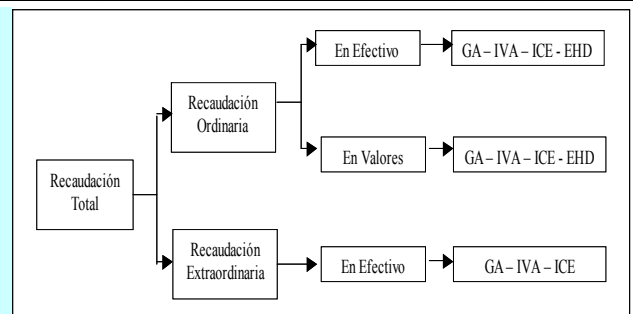 En Efectivo
GA – IVA – ICE - EHD
Recaudación
Ordinaria
En Valores
GA – IVA – ICE - EHD
Recaudación
Total
Recaudación
Extraordinaria
En Efectivo
GA – IVA – ICE